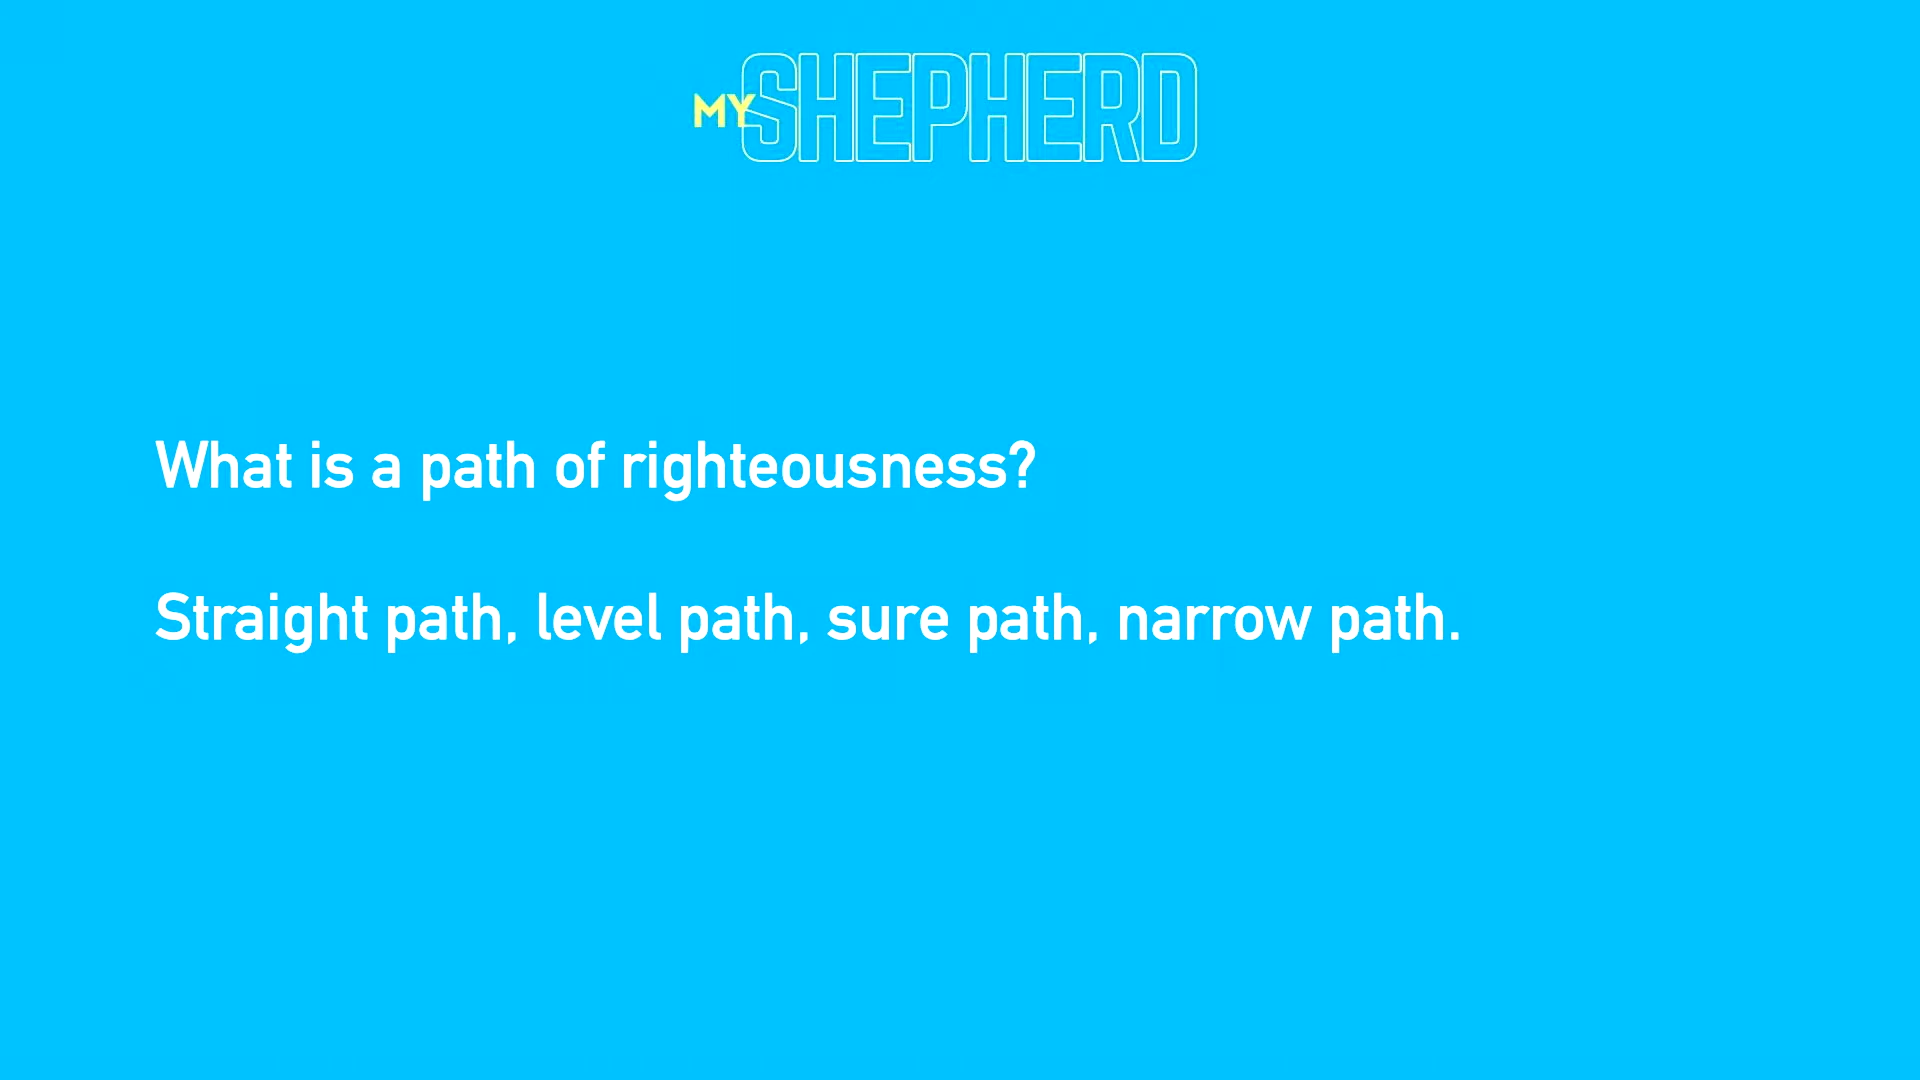 MY SHEPHERD
What is a path of righteousness?
Straight path, level path, sure path, narrow path.